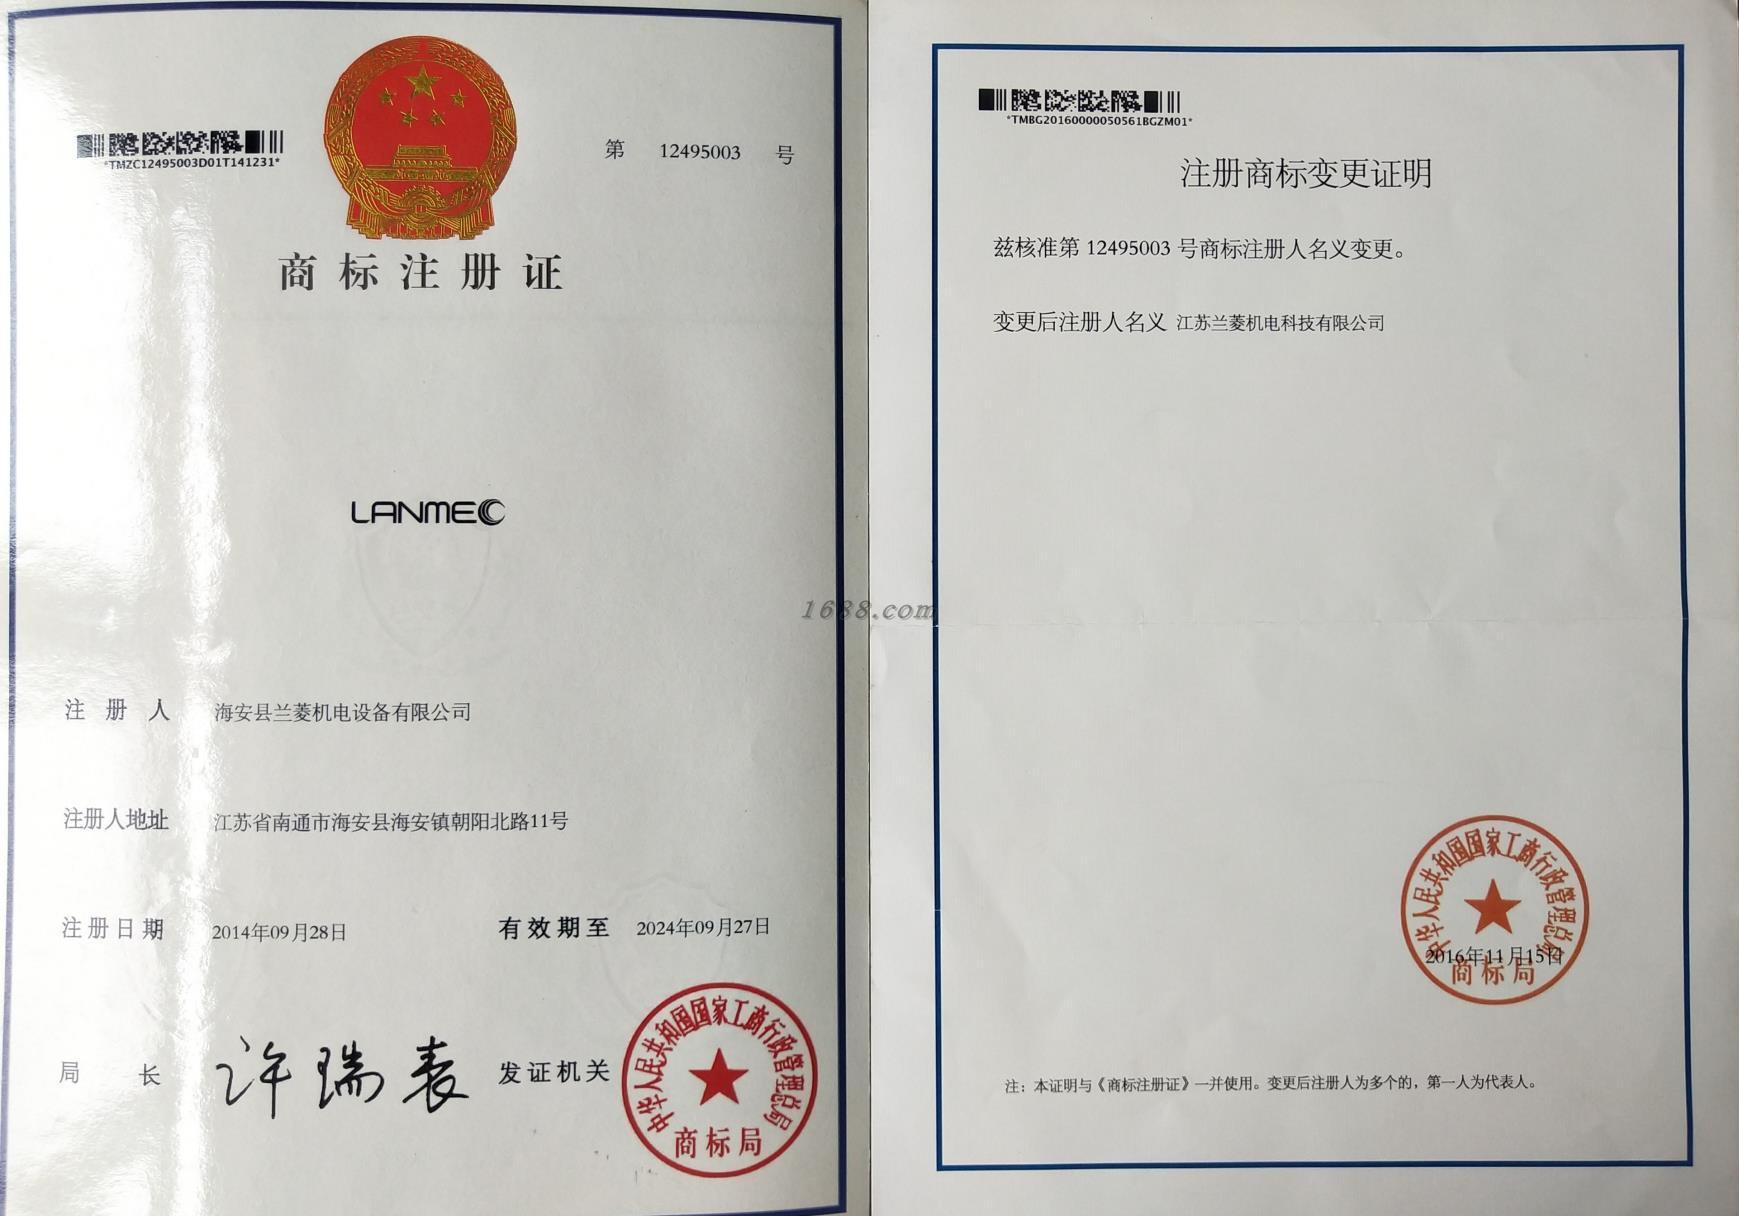 *TMZC12495003D01T141231*
第 12495003 号
商标注册证
LANMEC
注册人 海安县兰菱机电设备有限公司
注册人地址 江苏省南通市海安县海安镇朝阳北路11号
注册日期 2014年09月28日 有效期至 2024年09月27日
局长 许瑞表 发证机关
中华人民共和国国家工商行政管理总局
商标局
1688.com
*TMBG20160000050561BGZM01*
注册商标变更证明
兹核准第 12495003 号商标注册人名义变更。
变更后注册人名义 江苏兰菱机电科技有限公司
中华人民共和国国家工商行政管理总局
2016年11月15日
商标局
注：本证明与《商标注册证》一并使用。变更后注册人为多个的，第一人为代表人。